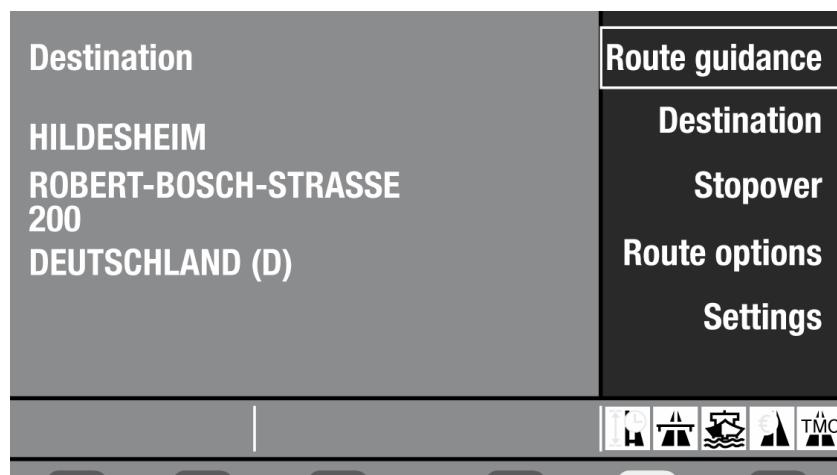 Destination
HILDESHEIM
ROBERT-BOSCH-STRASSE
200
DEUTSCHLAND (D)
Route guidance
Destination
Stopover
Route options
Settings
€
TMC